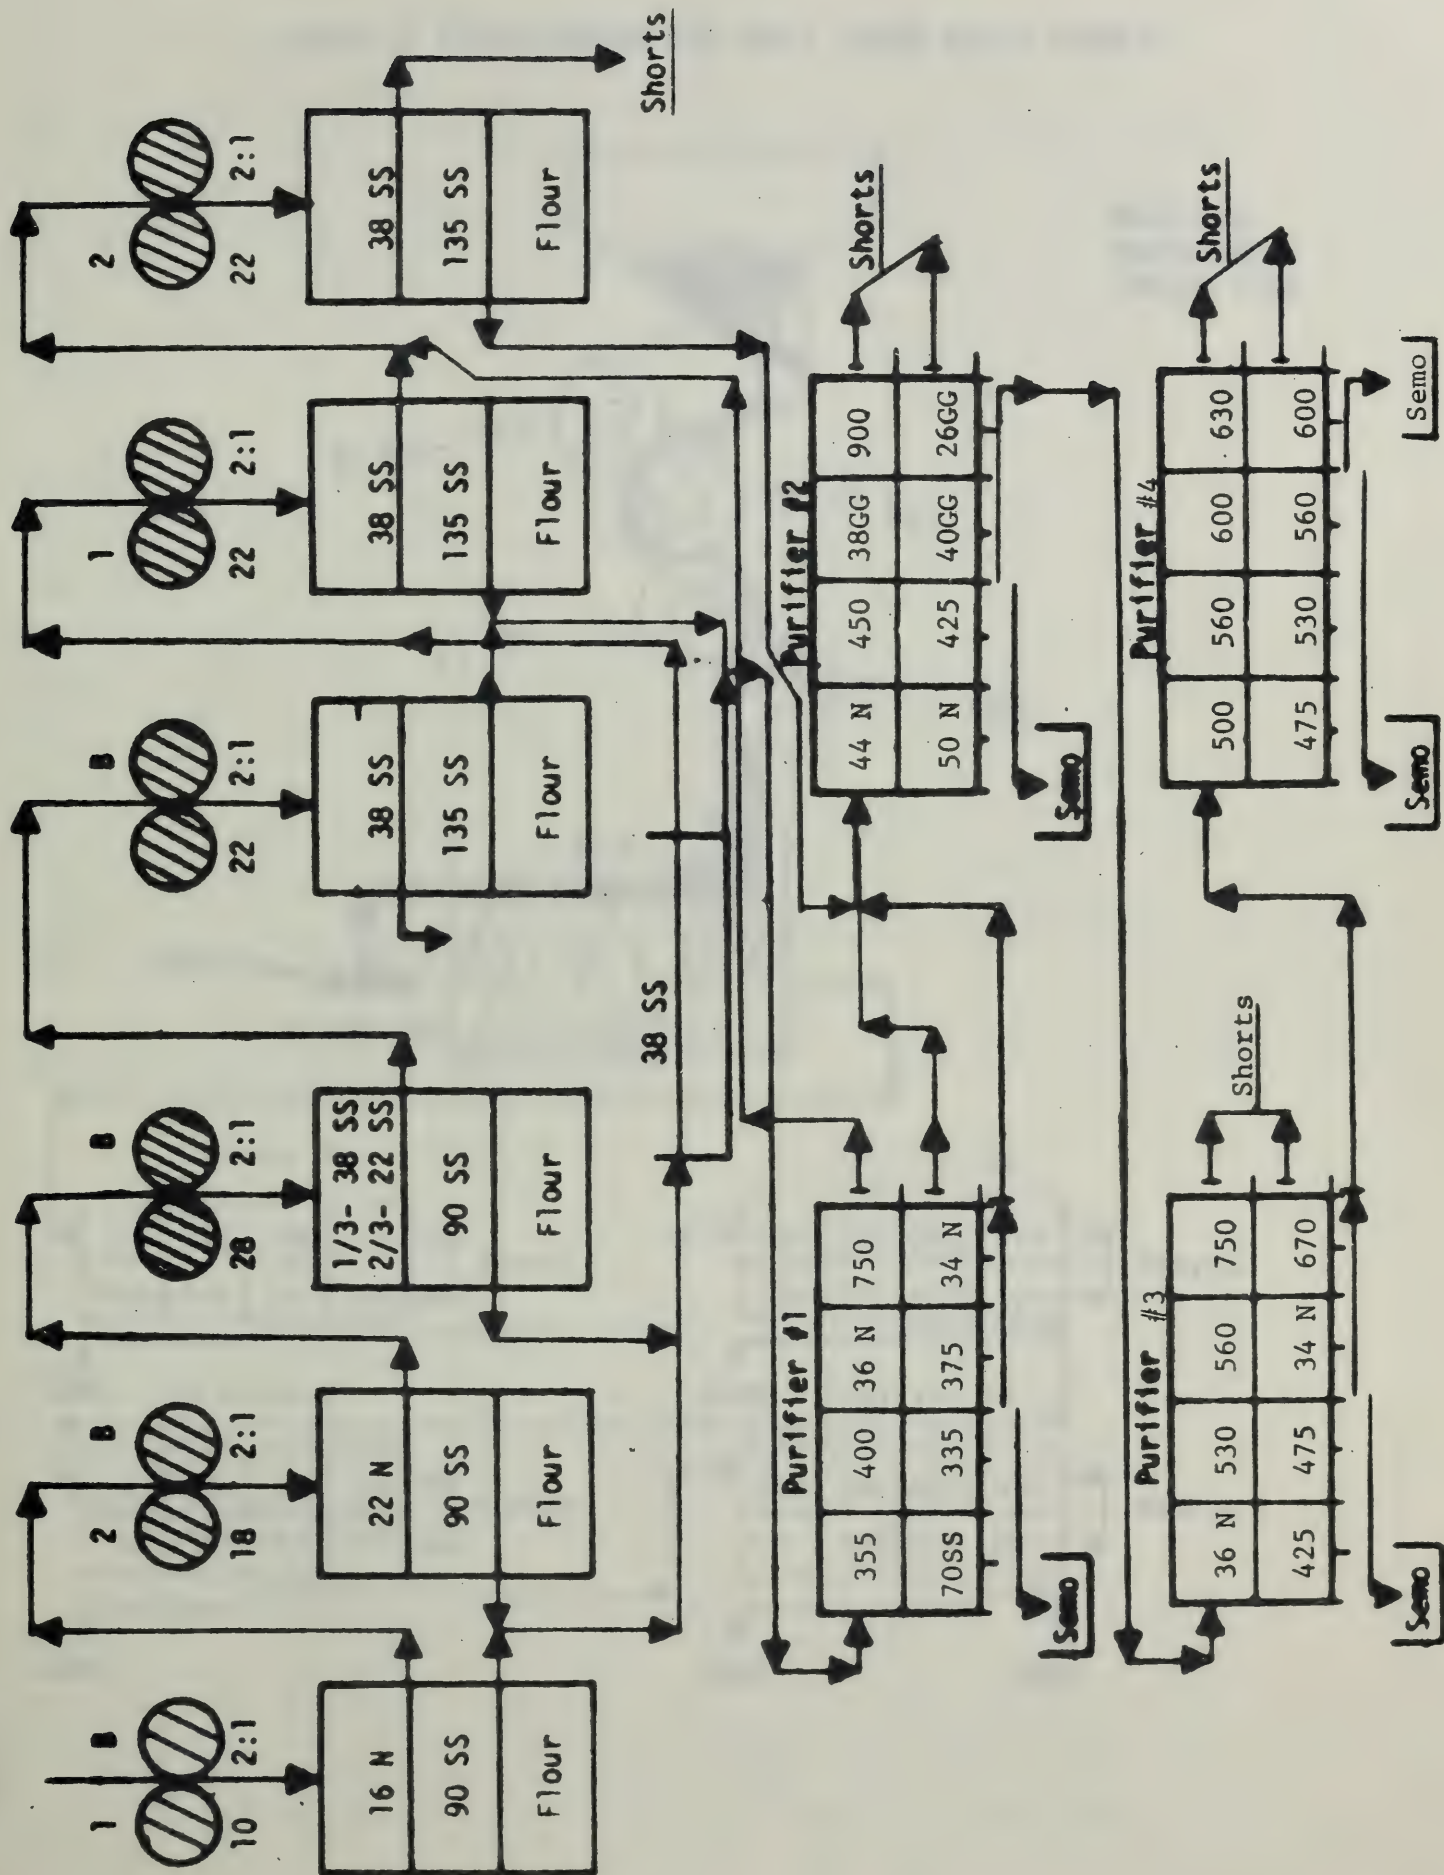 1 B 2 B B B 1 2
10 2:1 18 2:1 28 2:1 22 2:1 22 2:1 22 2:1
1/3- 38 SS
16 N 22 N 2/3- 22 SS 38 SS 38 SS 38 SS
90 SS 90 SS 90 SS 135 SS 135 SS 135 SS
Flour Flour Flour Flour Flour Flour
38 SS Shorts
Purifier #1 Purifier #2
355 400 36 N 750 44 N 450 38GG 900 Shorts
70SS 335 375 34 N 50 N 425 40GG 26GG
Semo Semo
Purifier #3 Purifier #4
36 N 530 560 750 Shorts 500 560 600 630 Shorts
425 475 34 N 670 475 530 560 600
Semo Semo Semo